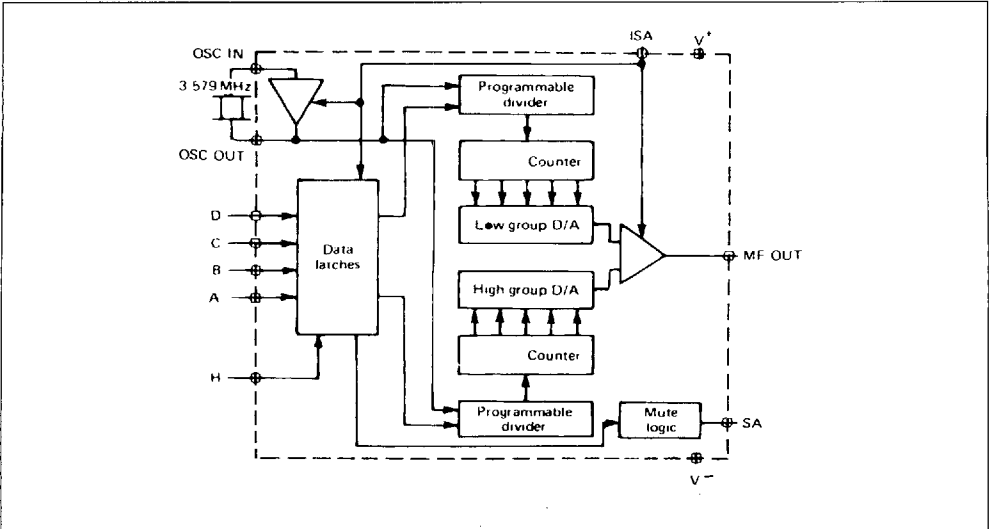 ISA
V+
OSC IN
3 579 MHz
Programmable
divider
OSC OUT
Counter
D
C
B
A
Data
latches
Low group D/A
MF OUT
High group D/A
Counter
H
Programmable
divider
Mute
logic
SA
V−